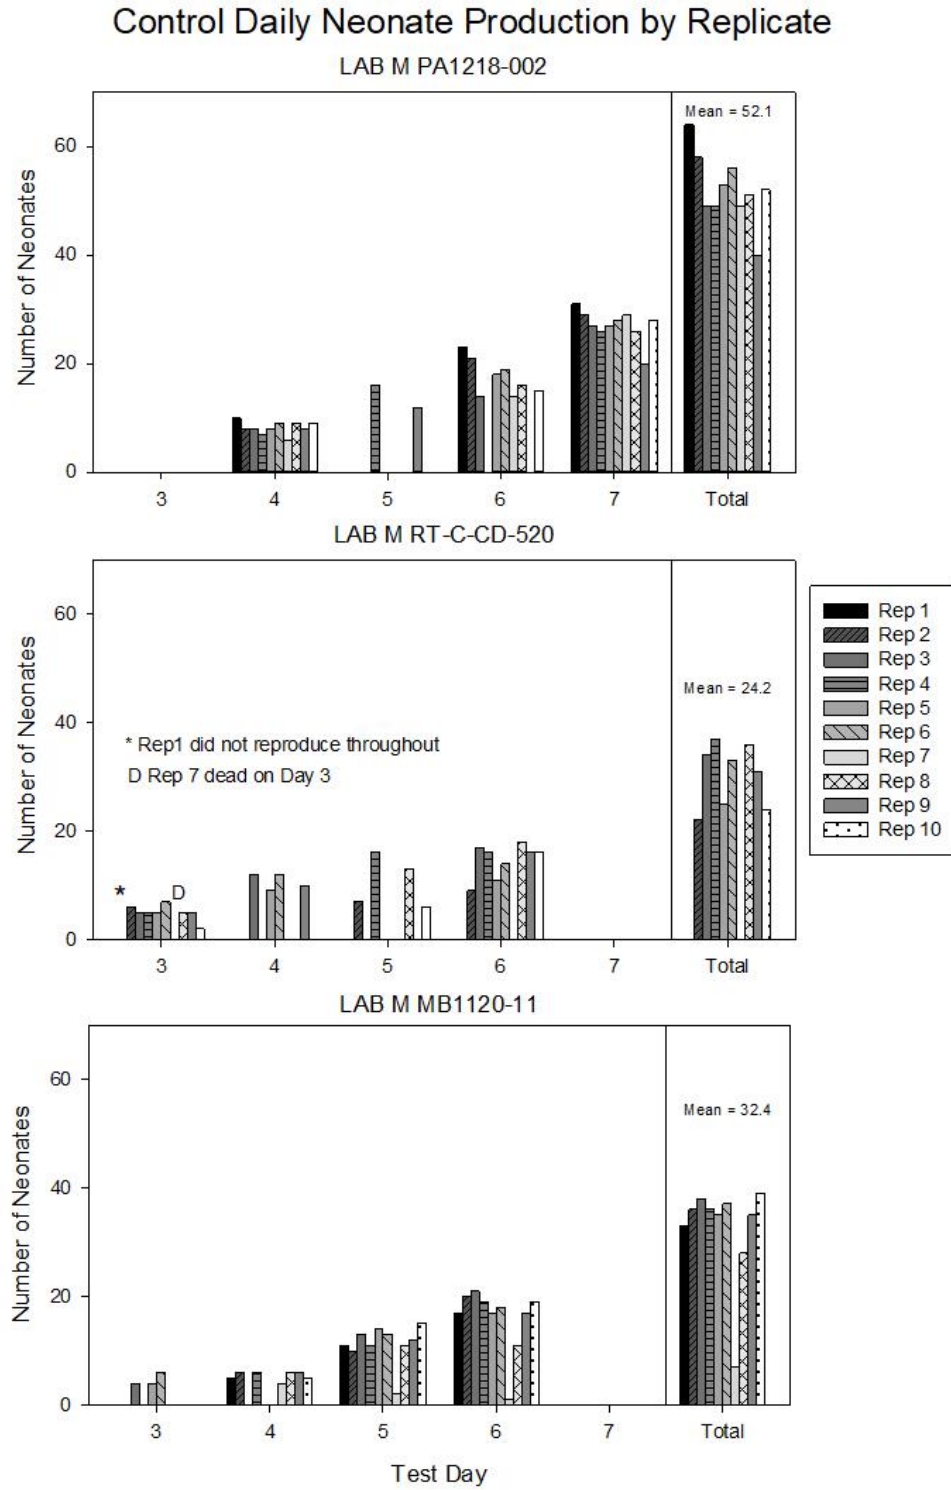 Control Daily Neonate Production by Replicate
LAB M PA1218-002
Mean = 52.1
60
40
20
0
Number of Neonates
3 4 5 6 7 Total
LAB M RT-C-CD-520
Mean = 24.2
* Rep1 did not reproduce throughout
D Rep 7 dead on Day 3
60
40
20
0
Number of Neonates
* D
3 4 5 6 7 Total
Rep 1
Rep 2
Rep 3
Rep 4
Rep 5
Rep 6
Rep 7
Rep 8
Rep 9
Rep 10
LAB M MB1120-11
Mean = 32.4
60
40
20
0
Number of Neonates
3 4 5 6 7 Total
Test Day